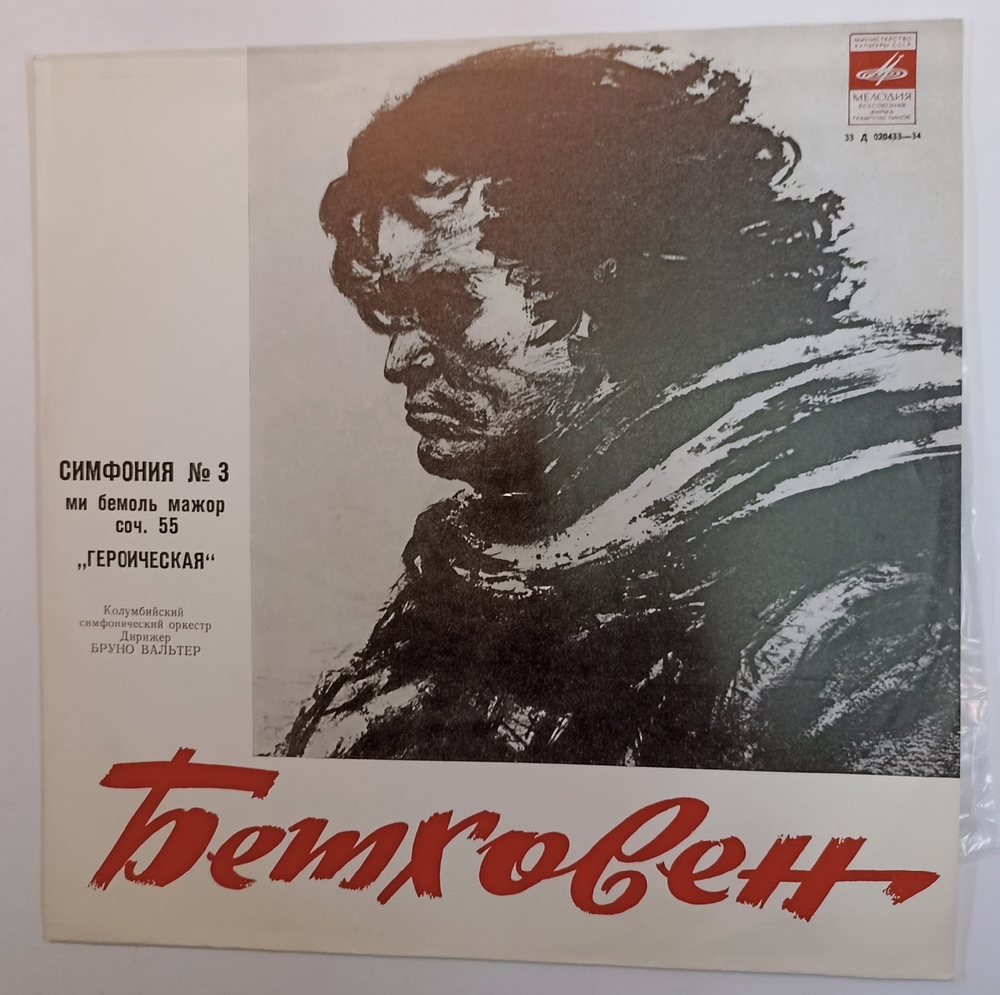 МИНИСТЕРСТВО
КУЛЬТУРЫ СССР
МЕЛОДИЯ
ВСЕСОЮЗНАЯ
ФИРМА
ГРАМПЛАСТИНОК
33 Д 020433—34
СИМФОНИЯ № 3
ми бемоль мажор
соч. 55
„ГЕРОИЧЕСКАЯ“
Колумбийский
симфонический оркестр
Дирижер
БРУНО ВАЛЬТЕР
Бетховен